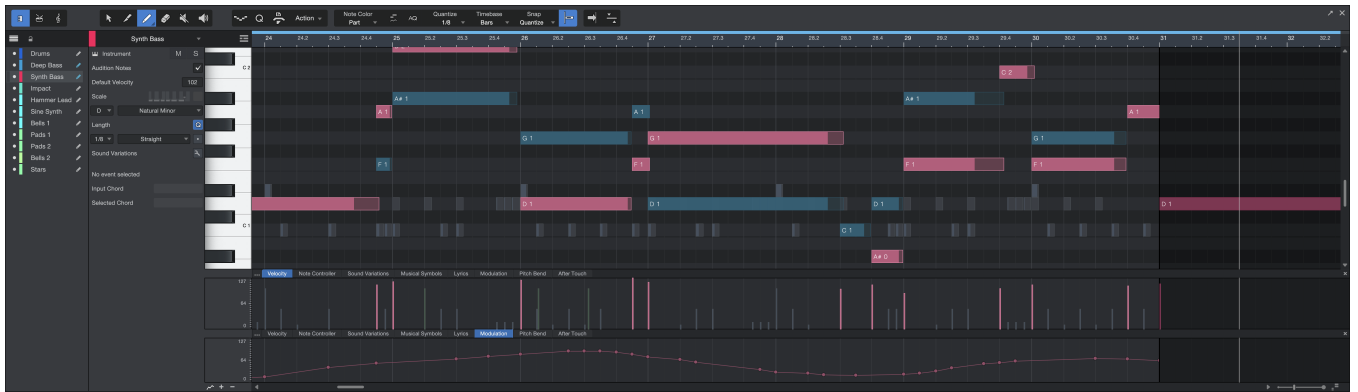 Action
Note Color
Part
AQ
Quantize
1/8
Timebase
Bars
Snap
Quantize
Synth Bass
24 24.2 24.3 24.4 25 25.2 25.3 25.4 26 26.2 26.3 26.4 27 27.2 27.3 27.4 28 28.2 28.3 28.4 29 29.2 29.3 29.4 30 30.2 30.3 30.4 31 31.2 31.3 31.4 32 32.2
Drums
Deep Bass
Synth Bass
Impact
Hammer Lead
Sine Synth
Bells 1
Pads 1
Pads 2
Bells 2
Stars
Instrument M S
Audition Notes
Default Velocity 102
Scale
D Natural Minor
Length Q
1/8 Straight
Sound Variations
No event selected
Input Chord
Selected Chord
C 2
C 1
C 2
A# 1 A# 1
A 1 A 1 A 1
G 1 G 1 G 1
F 1 F 1 F 1 F 1
D 1 D 1 D 1 D 1
C 1
A# 0
Velocity Note Controller Sound Variations Musical Symbols Lyrics Modulation Pitch Bend After Touch
127
64
0
Velocity Note Controller Sound Variations Musical Symbols Lyrics Modulation Pitch Bend After Touch
127
64
0